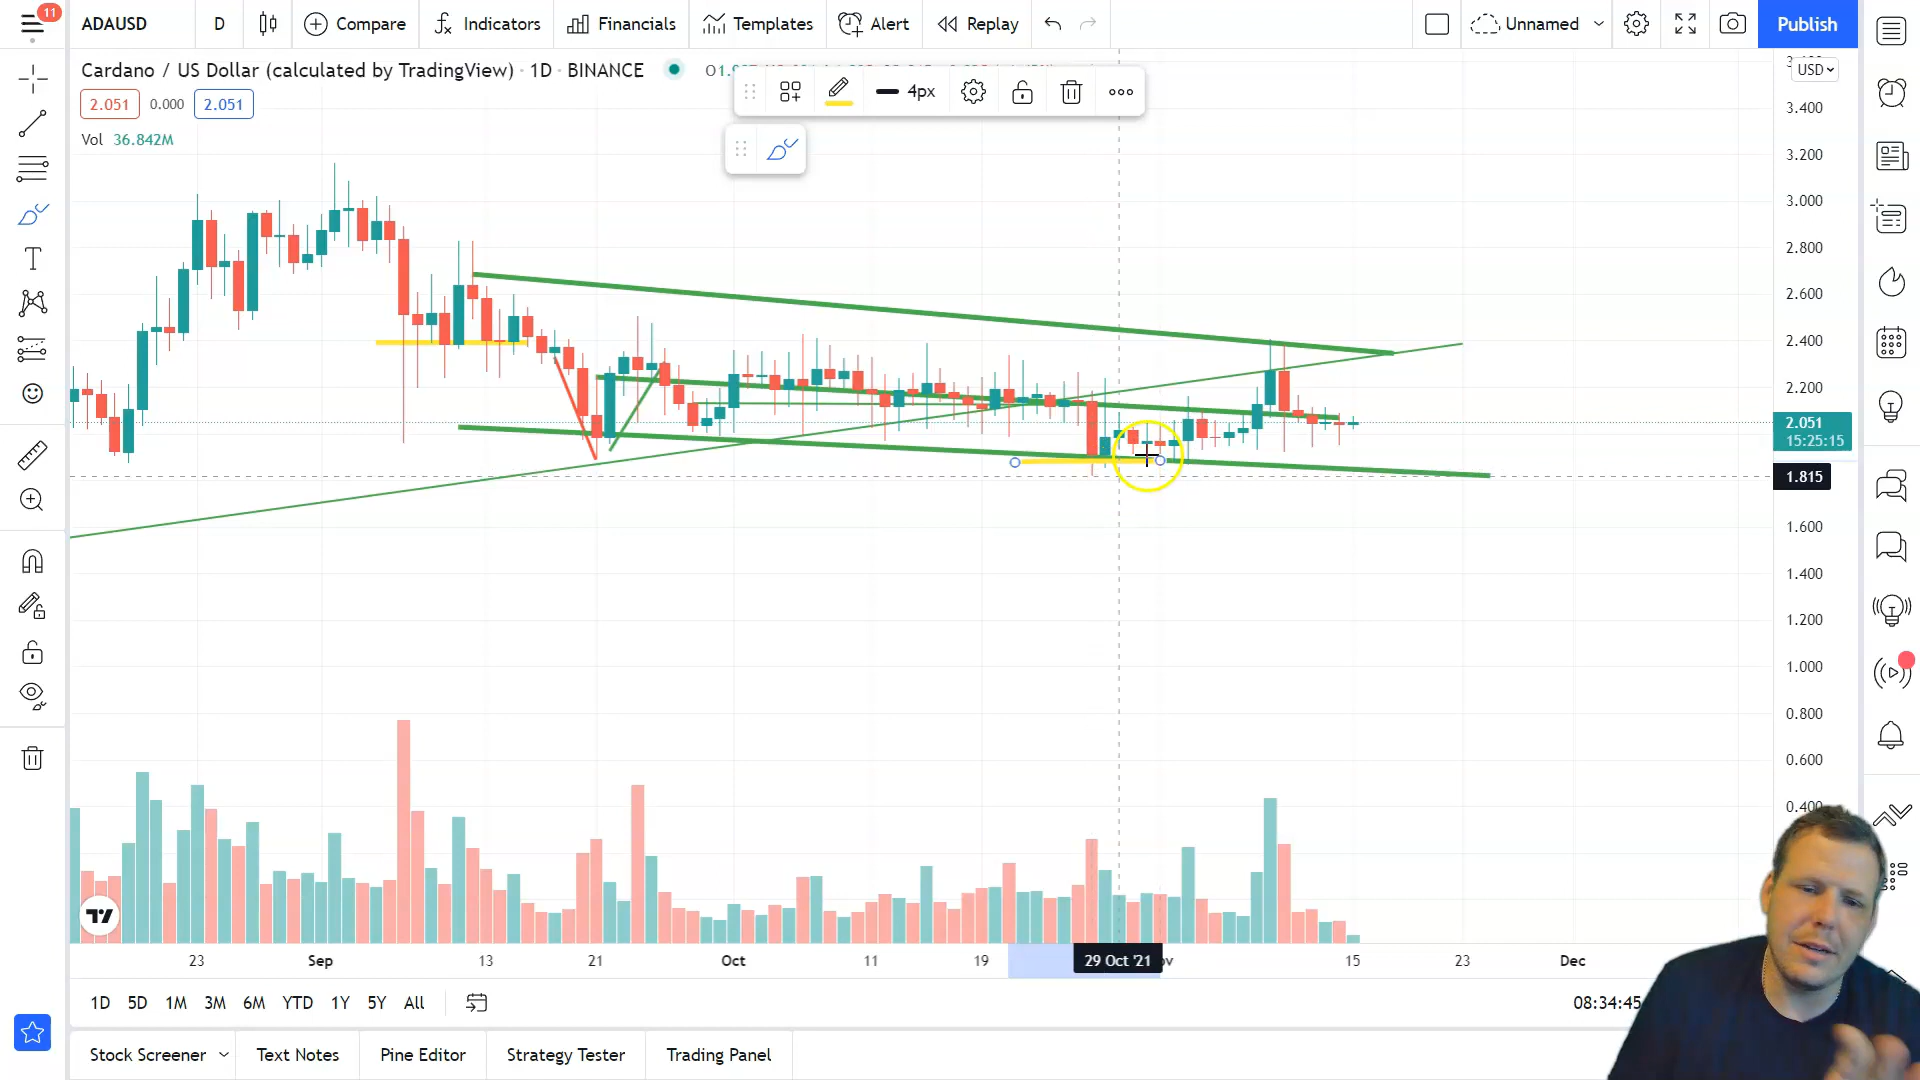 11
ADAUSD
D
Compare
Indicators
Financials
Templates
Alert
Replay
Unnamed
Publish
Cardano / US Dollar (calculated by TradingView) · 1D · BINANCE
2.051 0.000 2.051
4px
USD
Vol 36.842M
3.400
3.200
3.000
2.800
2.600
2.400
2.200
2.051
15:25:15
1.815
1.600
1.400
1.200
1.000
0.800
0.600
0.400
23 Sep 13 21 Oct 11 19 29 Oct '21 15 23 Dec
1D 5D 1M 3M 6M YTD 1Y 5Y All
08:34:45
Stock Screener Text Notes Pine Editor Strategy Tester Trading Panel